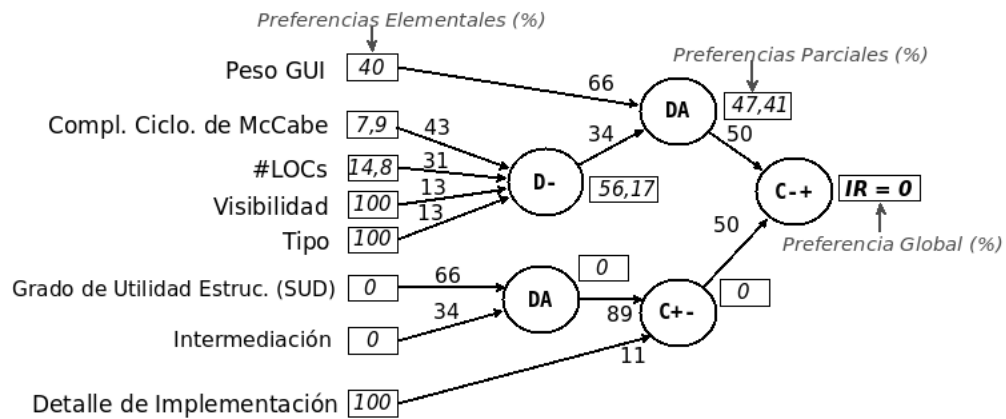 Preferencias Elementales (%)
Preferencias Parciales (%)
Peso GUI 40
66
DA
47,41
50
Compl. Ciclo. de McCabe 7,9
43
34
#LOCs 14,8
31
D-
56,17
C-+
IR = 0
Visibilidad 100
13
Tipo 100
13
50
Preferencia Global (%)
Grado de Utilidad Estruc. (SUD) 0
66
DA
0
89
C+-
0
Intermediación 0
34
11
Detalle de Implementación 100